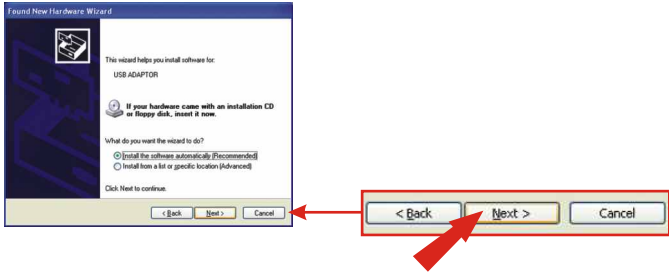 Found New Hardware Wizard
This wizard helps you install software for:
USB ADAPTOR
If your hardware came with an installation CD
or floppy disk, insert it now.
What do you want the wizard to do?
Install the software automatically (Recommended)
Install from a list or specific location (Advanced)
Click Next to continue.
< Back Next > Cancel
< Back Next > Cancel